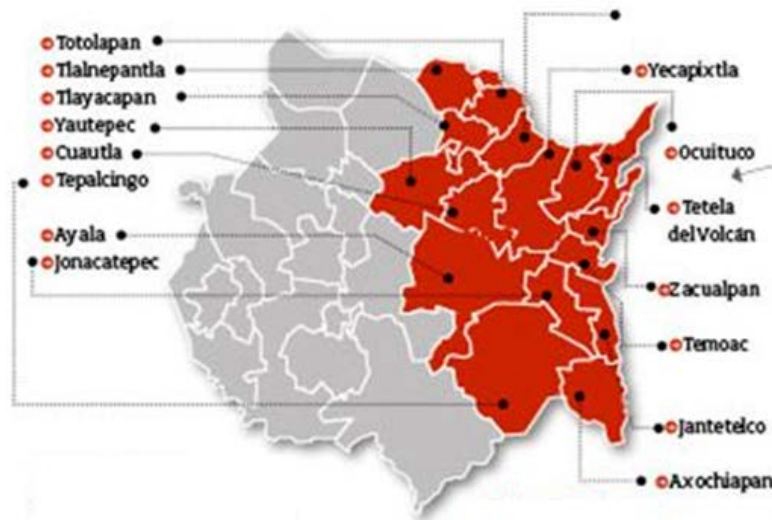 Totolapan
Tlalnepantla
Tlayacapan
Yautepec
Cuautla
Tepalcingo
Ayala
Jonacatepec
Yecapixtla
Ocuituco
Tetela
del Volcán
Zacualpan
Temoac
Jantetelco
Axochiapan